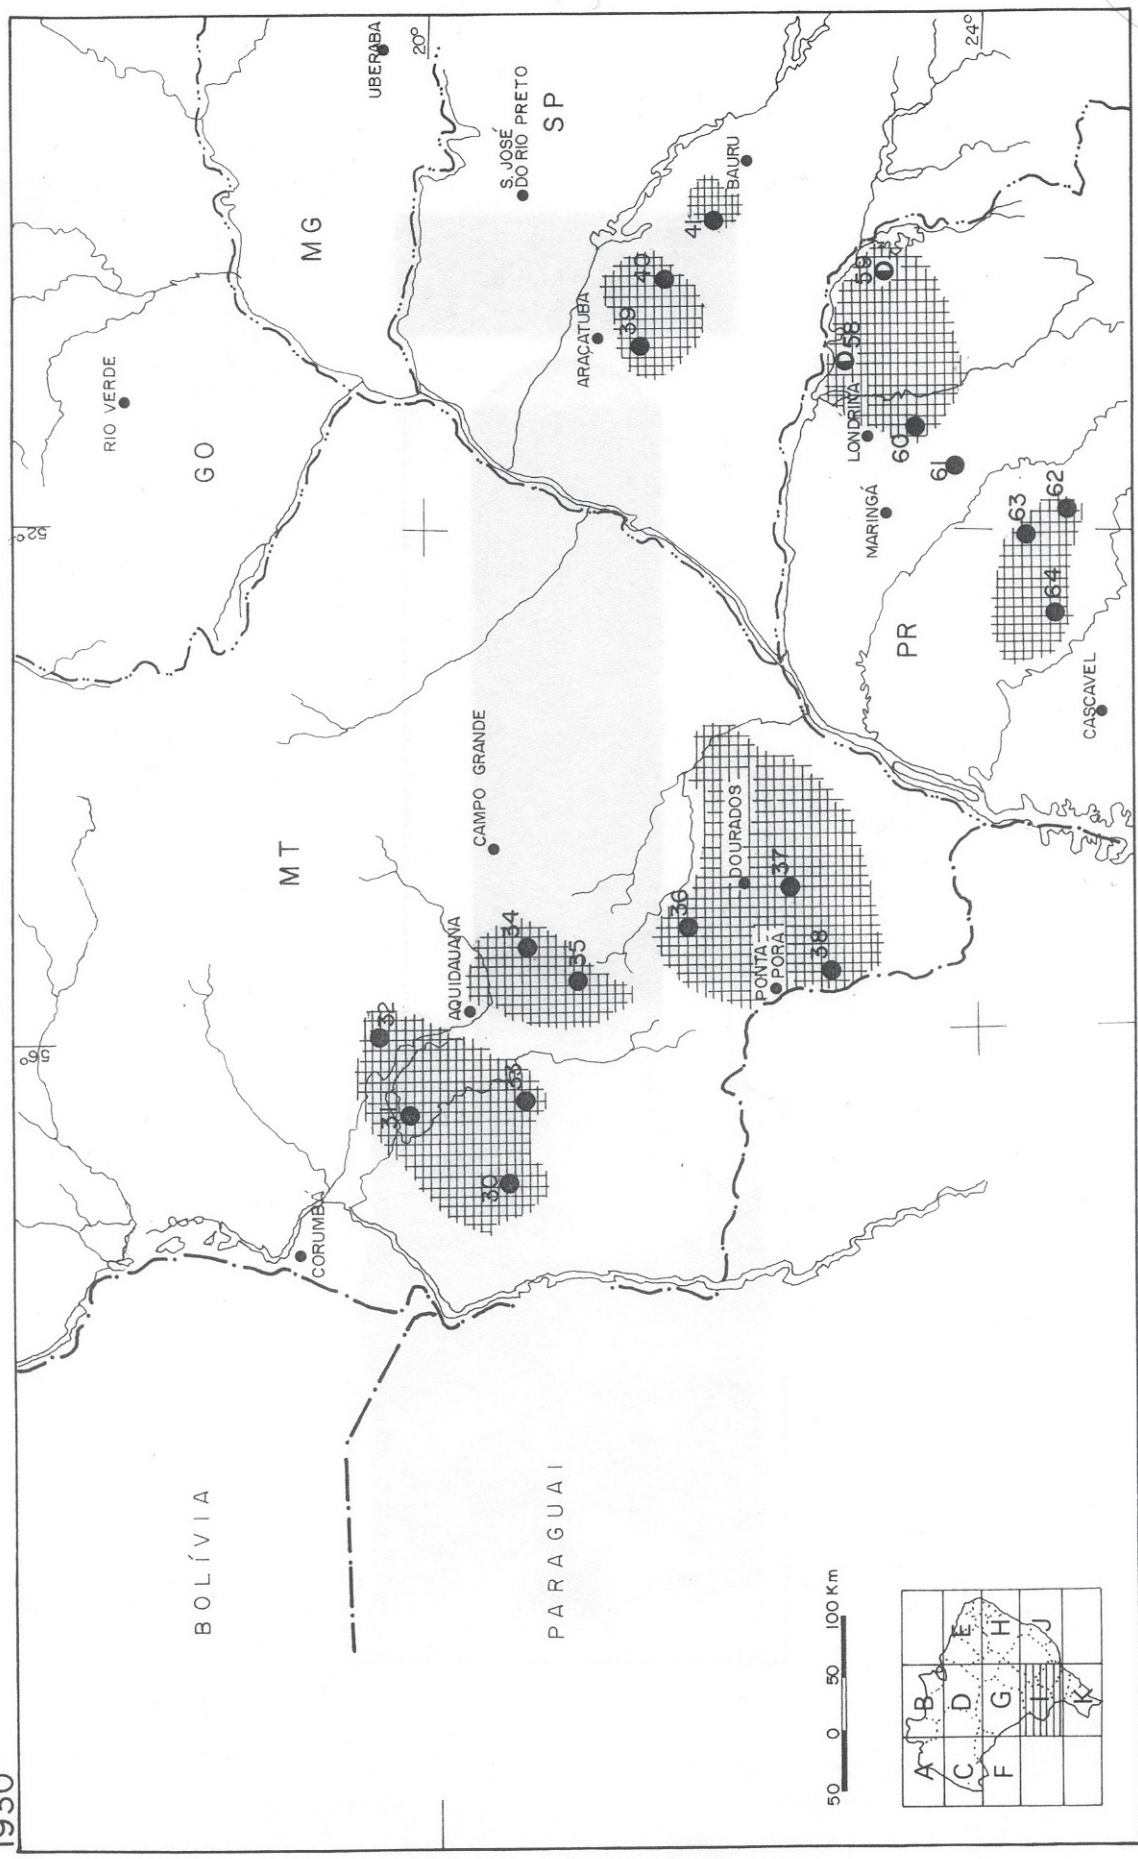 1930
52°
56°
20°
24°
BOLÍVIA
PARAGUAI
MT
GO
MG
SP
PR
RIO VERDE
UBERABA
S. JOSÉ
DO RIO PRETO
CORUMBÁ
AQUIDAUANA
CAMPO GRANDE
ARAÇATUBA
BAURU
PONTA
PORÃ
DOURADOS
LONDRINA
MARINGÁ
CASCAVEL
30
31
32
33
34
35
36
37
38
39
40
41
58
D
59
D
60
61
62
63
64
50 0 50 100 Km
A
B
C
D
E
F
G
H
I
J
K